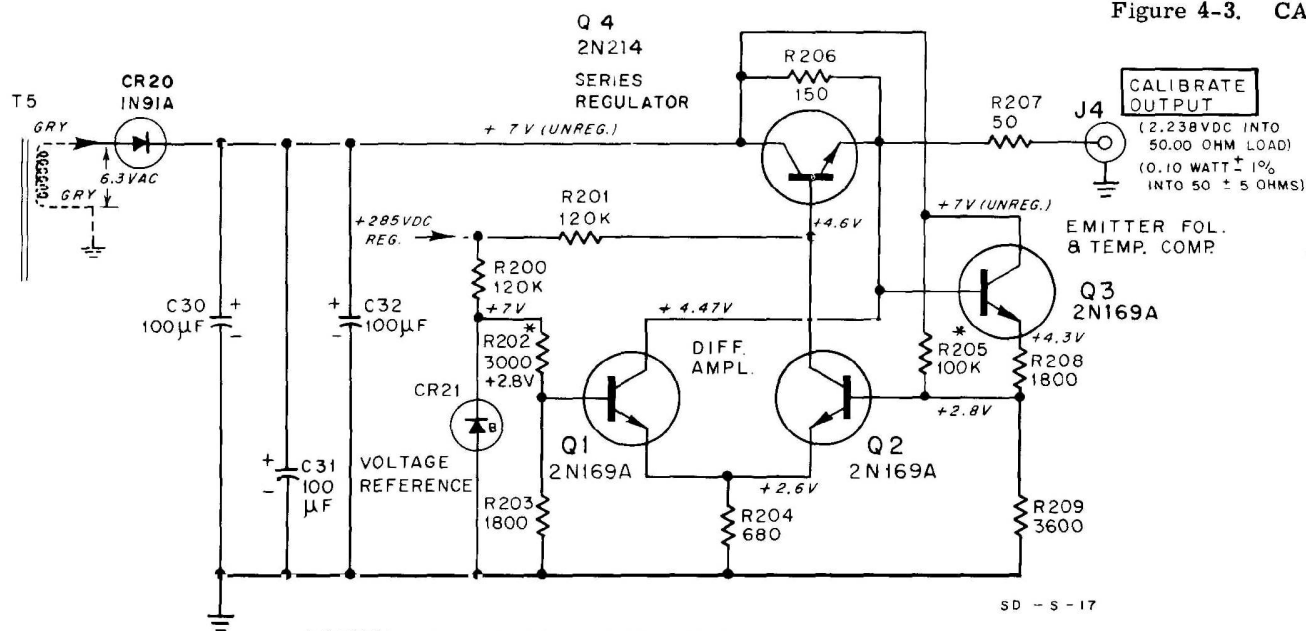 Figure 4-3. CA
Q 4
2N214
SERIES
REGULATOR
R206
150
R207
50
J4
CALIBRATE
OUTPUT
(2.238VDC INTO
50.00 OHM LOAD)
(0.10 WATT ± 1%
INTO 50 ± 5 OHMS)
T5
GRY
CR20
1N91A
6.3VAC
GRY
+ 7V (UNREG.)
+285VDC
REG.
R201
120K
+4.6V
+7V(UNREG.)
EMITTER FOL.
& TEMP. COMP.
Q3
2N169A
R200
120K
+7V
C30
100µF
+
-
+
-
C32
100µF
*
R202
3000
+2.8V
+ 4.47V
DIFF.
AMPL.
*
R205
100K
+4.3V
R208
1800
+2.8V
CR21
B
Q1
2N169A
Q2
2N169A
+
-
C31
100
µF
VOLTAGE
REFERENCE
+2.6V
R203
1800
R204
680
R209
3600
SD - S - 17